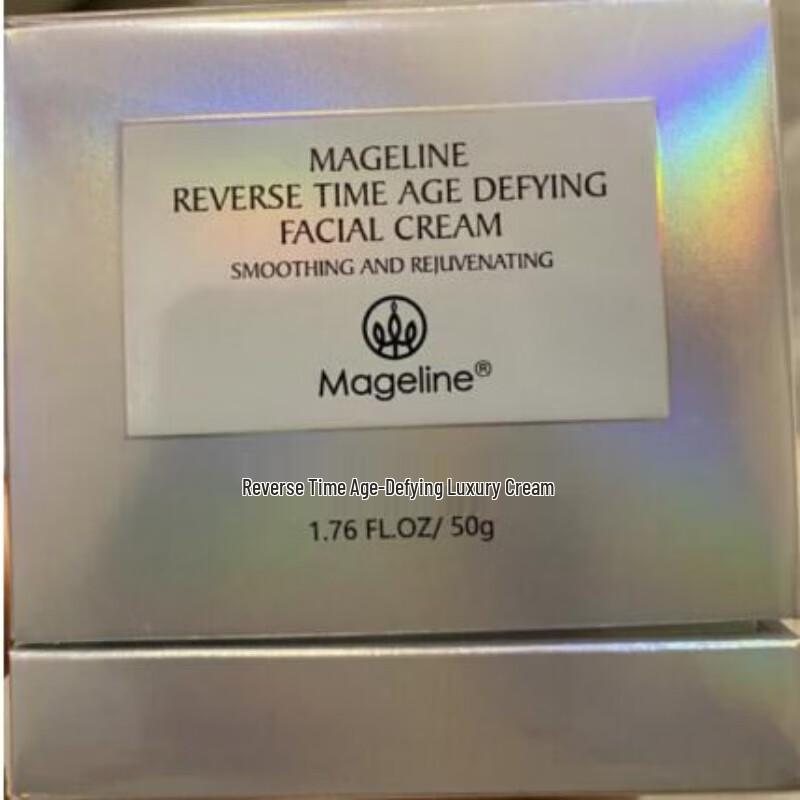 MAGELINE
REVERSE TIME AGE DEFYING
FACIAL CREAM
SMOOTHING AND REJUVENATING
Mageline®
Reverse Time Age-Defying Luxury Cream
1.76 FL.OZ/ 50g